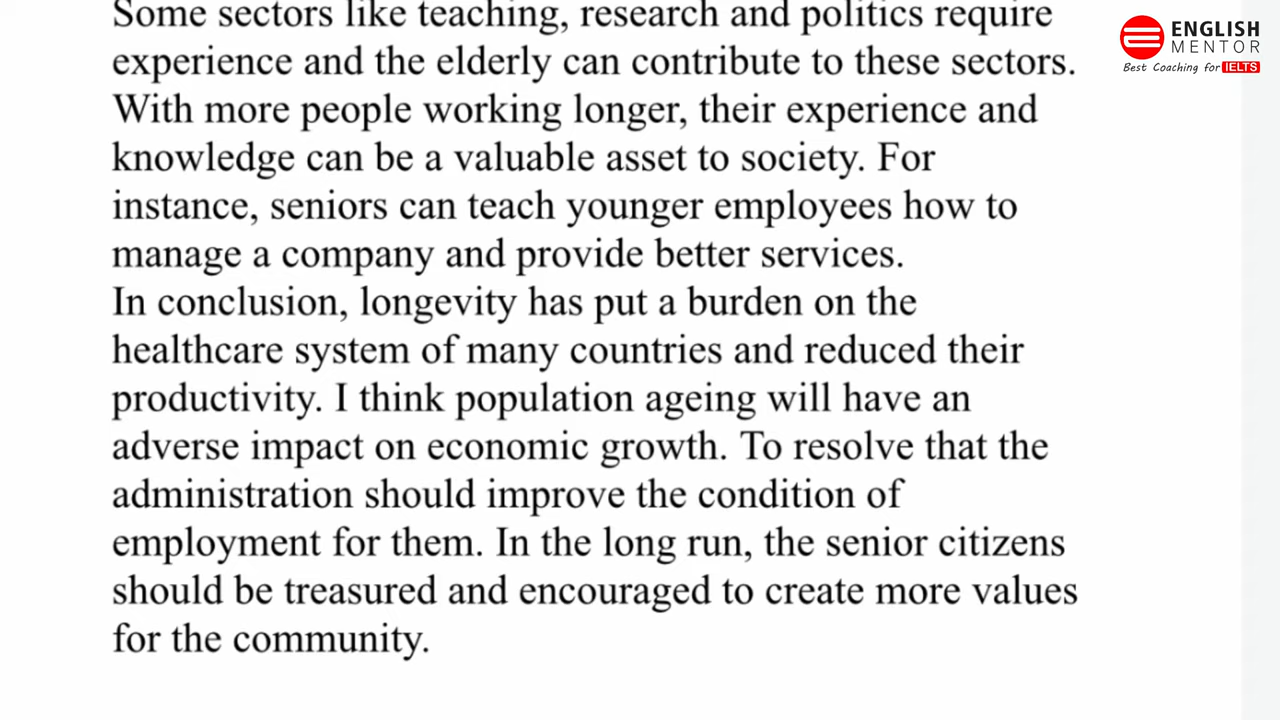 Some sectors like teaching, research and politics require
experience and the elderly can contribute to these sectors.
With more people working longer, their experience and
knowledge can be a valuable asset to society. For
instance, seniors can teach younger employees how to
manage a company and provide better services.
In conclusion, longevity has put a burden on the
healthcare system of many countries and reduced their
productivity. I think population ageing will have an
adverse impact on economic growth. To resolve that the
administration should improve the condition of
employment for them. In the long run, the senior citizens
should be treasured and encouraged to create more values
for the community.
ENGLISH
MENTOR
Best Coaching for IELTS